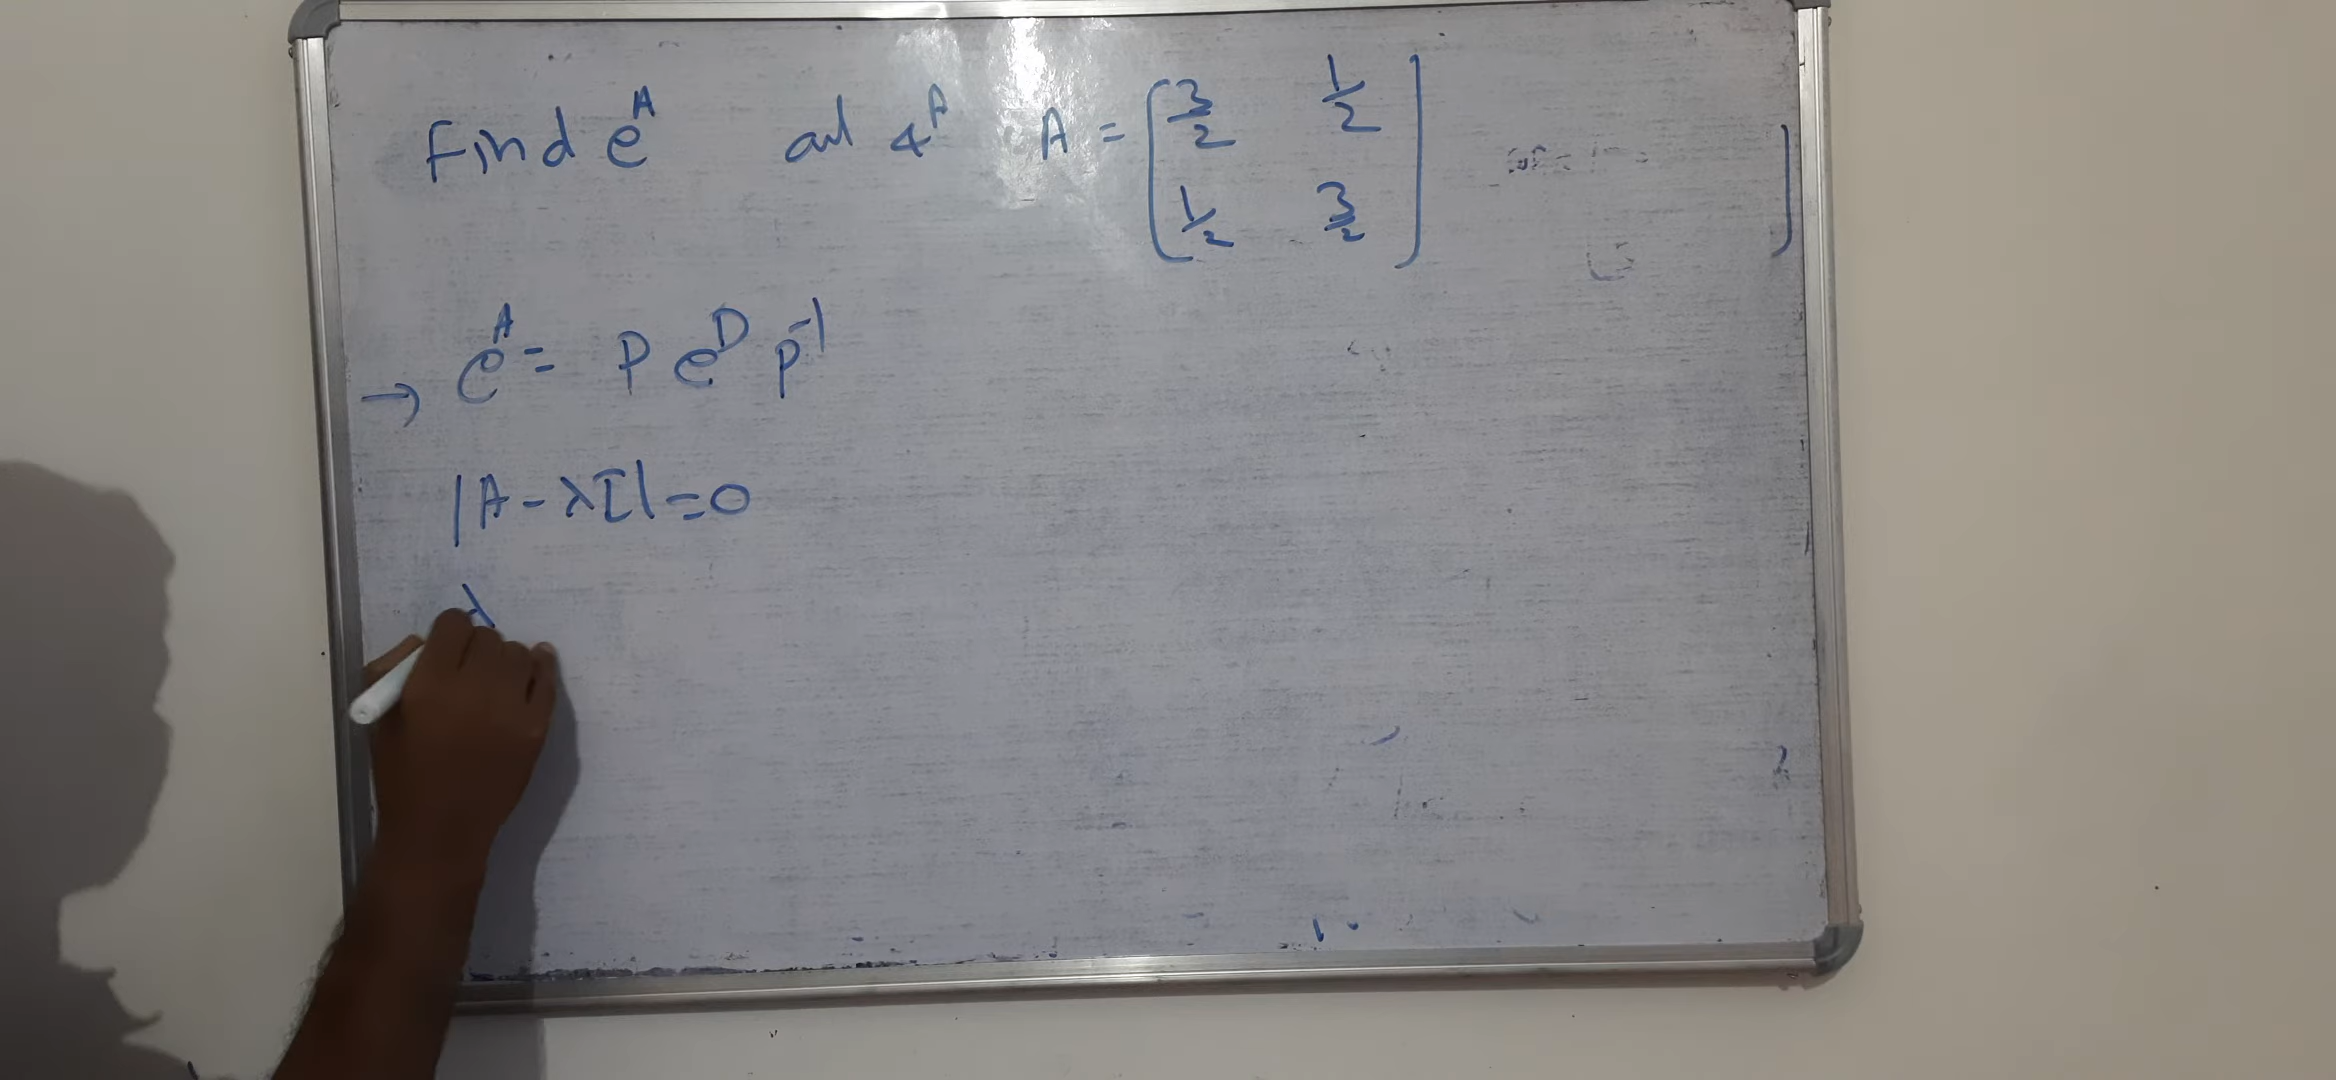 Find e^A and 4^A A = [3/2 1/2
1/2 3/2]
→ e^A = P e^D P^-1
|A - λI| = 0
λ